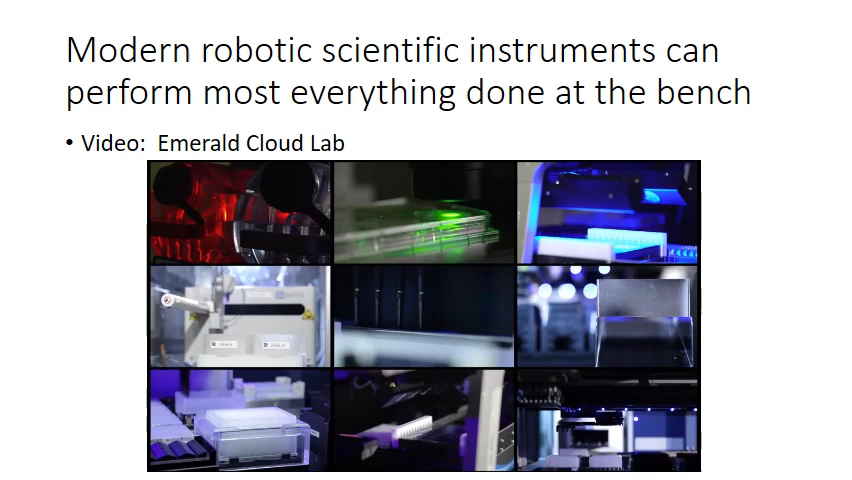 Modern robotic scientific instruments can
perform most everything done at the bench
• Video:  Emerald Cloud Lab